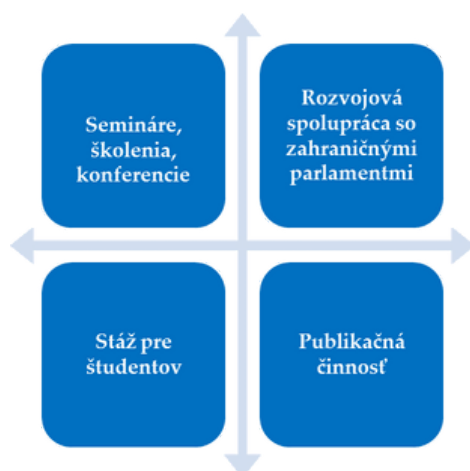 Semináre,
školenia,
konferencie
Rozvojová
spolupráca so
zahraničnými
parlamentmi
Stáž pre
študentov
Publikačná
činnosť